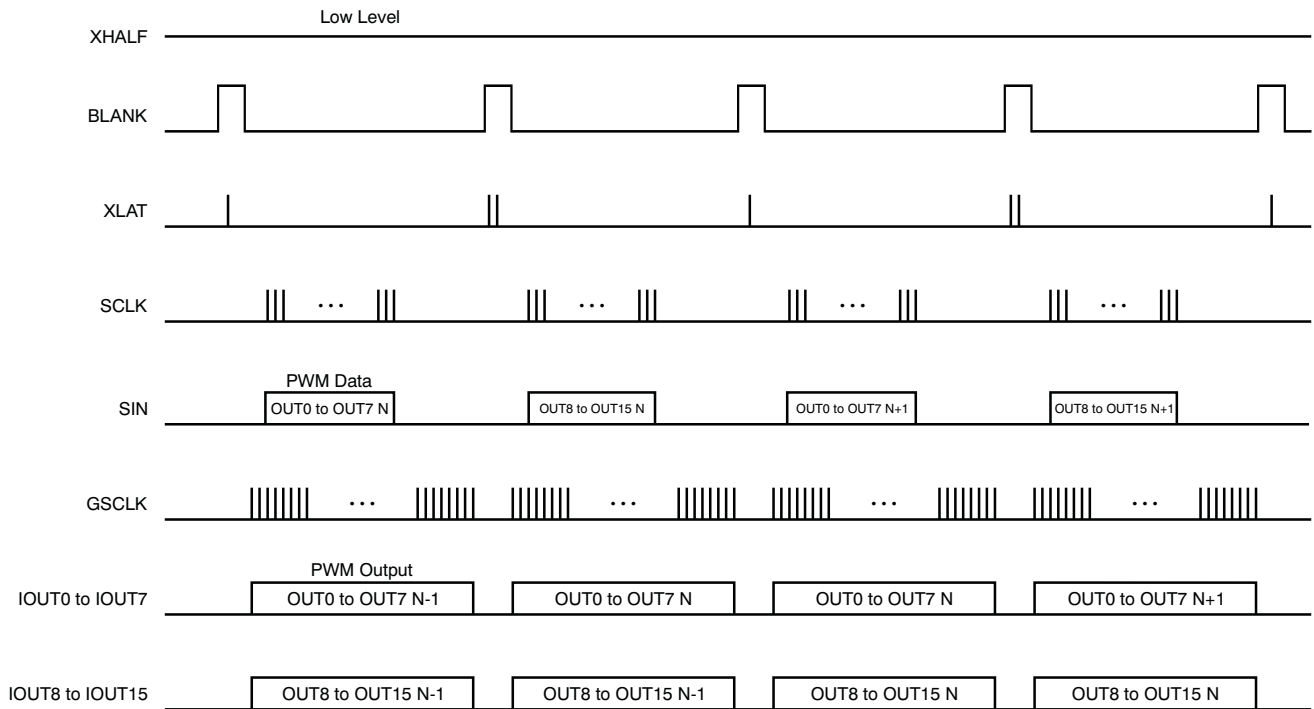 Low Level
XHALF
BLANK
XLAT
SCLK
...
...
...
...
PWM Data
SIN
OUT0 to OUT7 N
OUT8 to OUT15 N
OUT0 to OUT7 N+1
OUT8 to OUT15 N+1
GSCLK
...
...
...
...
PWM Output
IOUT0 to IOUT7
OUT0 to OUT7 N-1
OUT0 to OUT7 N
OUT0 to OUT7 N
OUT0 to OUT7 N+1
IOUT8 to IOUT15
OUT8 to OUT15 N-1
OUT8 to OUT15 N-1
OUT8 to OUT15 N
OUT8 to OUT15 N